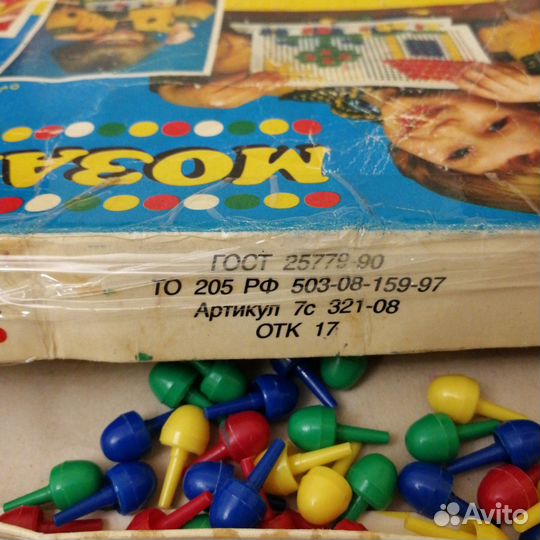 МОЗА
ГОСТ 25779-90
ТО 205 РФ 503-08-159-97
Артикул 7с 321-08
ОТК 17
Avito